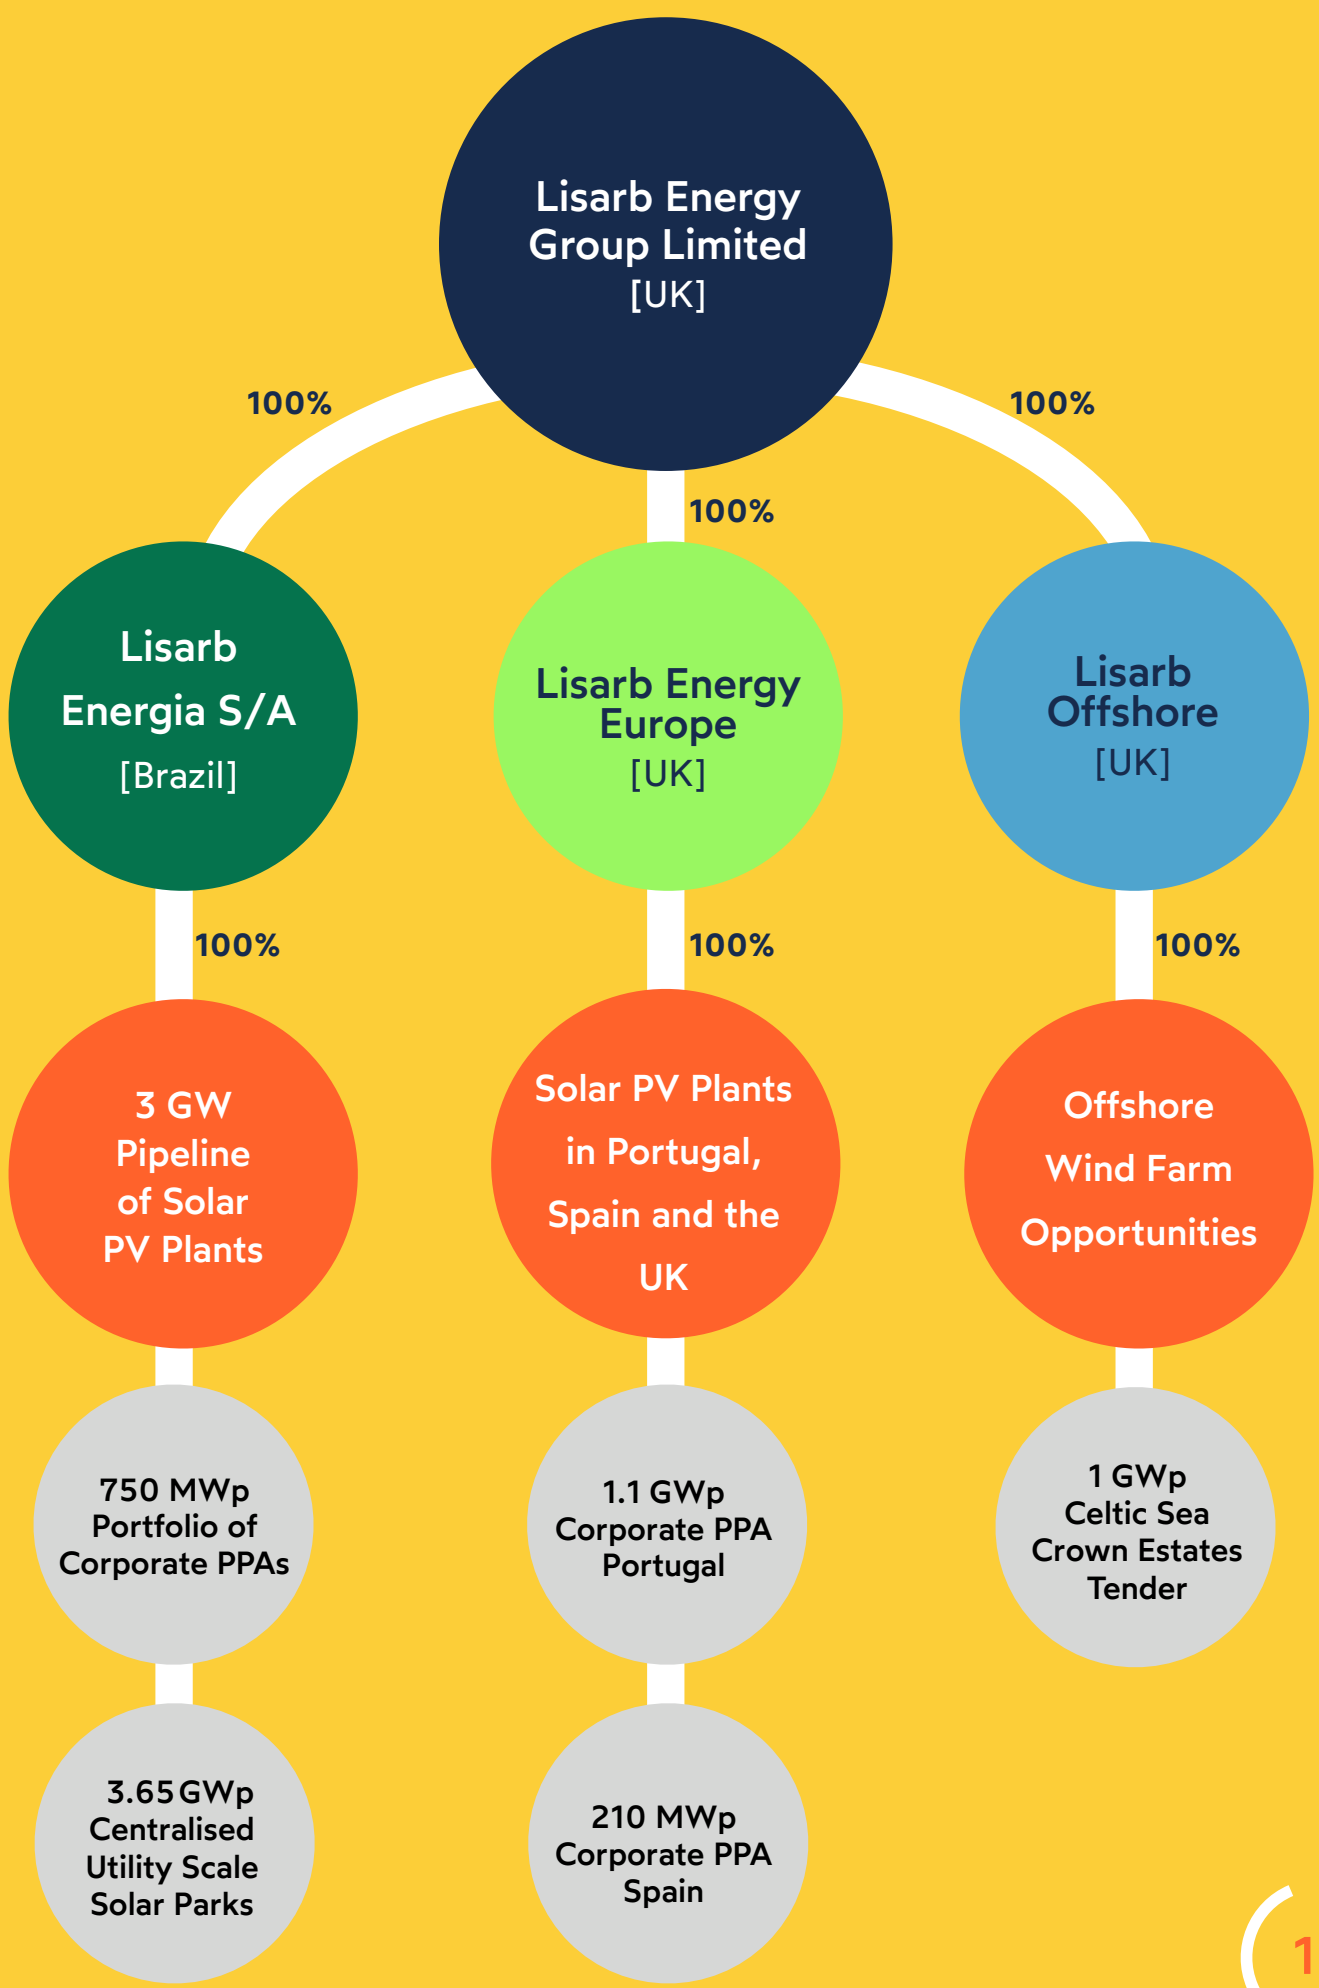 Lisarb Energy
Group Limited
[UK]
100%
100%
100%
Lisarb
Energia S/A
[Brazil]
Lisarb Energy
Europe
[UK]
Lisarb
Offshore
[UK]
100%
100%
100%
3 GW
Pipeline
of Solar
PV Plants
Solar PV Plants
in Portugal,
Spain and the
UK
Offshore
Wind Farm
Opportunities
750 MWp
Portfolio of
Corporate PPAs
1.1 GWp
Corporate PPA
Portugal
1 GWp
Celtic Sea
Crown Estates
Tender
3.65 GWp
Centralised
Utility Scale
Solar Parks
210 MWp
Corporate PPA
Spain
1